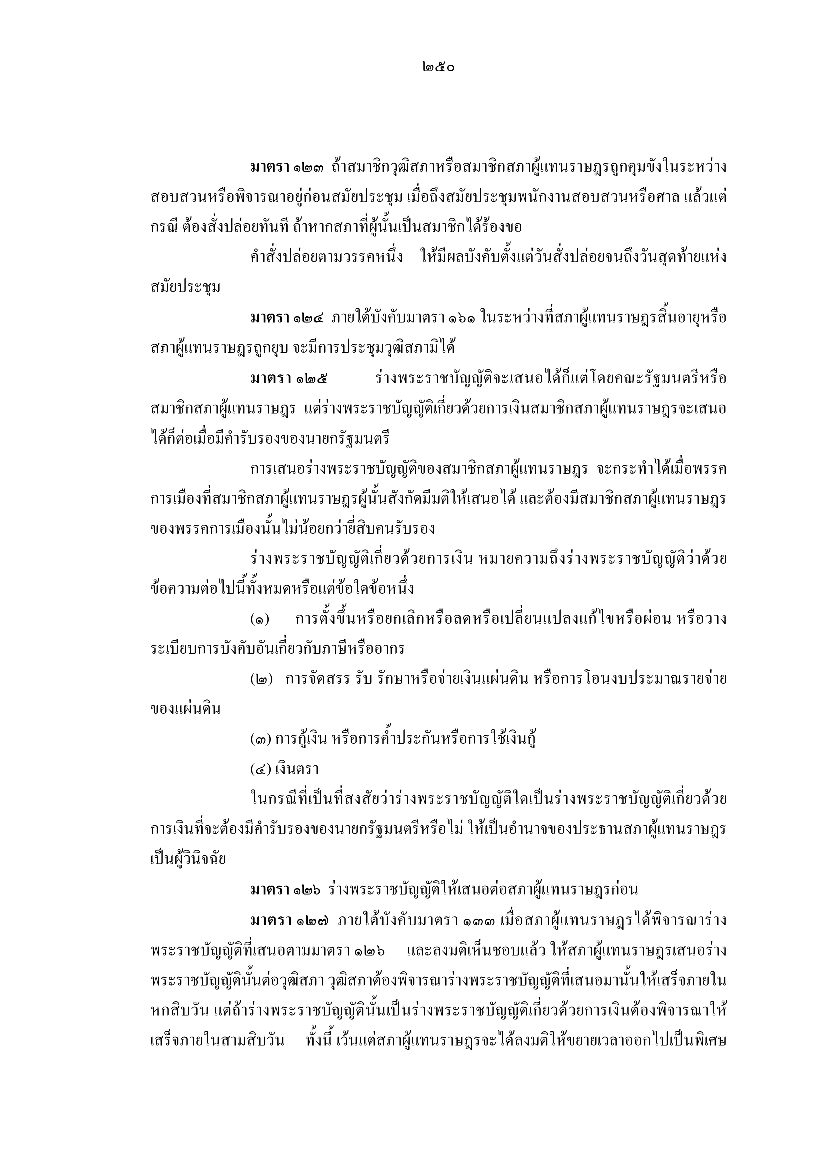 ๒๕๐
มาตรา ๑๒๓ ถ้าสมาชิกวุฒิสภาหรือสมาชิกสภาผู้แทนราษฎรถูกคุมขังในระหว่าง
สอบสวนหรือพิจารณาอยู่ก่อนสมัยประชุม เมื่อถึงสมัยประชุมพนักงานสอบสวนหรือศาล แล้วแต่
กรณี ต้องสั่งปล่อยทันที ถ้าหากสภาที่ผู้นั้นเป็นสมาชิกได้ร้องขอ
คำสั่งปล่อยตามวรรคหนึ่ง ให้มีผลบังคับตั้งแต่วันสั่งปล่อยจนถึงวันสุดท้ายแห่ง
สมัยประชุม
มาตรา ๑๒๔ ภายใต้บังคับมาตรา ๑๖๑ ในระหว่างที่สภาผู้แทนราษฎรสิ้นอายุหรือ
สภาผู้แทนราษฎรถูกยุบ จะมีการประชุมวุฒิสภามิได้
มาตรา ๑๒๕ ร่างพระราชบัญญัติจะเสนอได้ก็แต่โดยคณะรัฐมนตรีหรือ
สมาชิกสภาผู้แทนราษฎร แต่ร่างพระราชบัญญัติเกี่ยวด้วยการเงินสมาชิกสภาผู้แทนราษฎรจะเสนอ
ได้ก็ต่อเมื่อมีคำรับรองของนายกรัฐมนตรี
การเสนอร่างพระราชบัญญัติของสมาชิกสภาผู้แทนราษฎร จะกระทำได้เมื่อพรรค
การเมืองที่สมาชิกสภาผู้แทนราษฎรผู้นั้นสังกัดมีมติให้เสนอได้ และต้องมีสมาชิกสภาผู้แทนราษฎร
ของพรรคการเมืองนั้นไม่น้อยกว่ายี่สิบคนรับรอง
ร่างพระราชบัญญัติเกี่ยวด้วยการเงิน หมายความถึงร่างพระราชบัญญัติว่าด้วย
ข้อความต่อไปนี้ทั้งหมดหรือแต่ข้อใดข้อหนึ่ง
(๑) การตั้งขึ้นหรือยกเลิกหรือลดหรือเปลี่ยนแปลงแก้ไขหรือผ่อน หรือวาง
ระเบียบการบังคับอันเกี่ยวกับภาษีหรืออากร
(๒) การจัดสรร รับ รักษาหรือจ่ายเงินแผ่นดิน หรือการโอนงบประมาณรายจ่าย
ของแผ่นดิน
(๓) การกู้เงิน หรือการค้ำประกันหรือการใช้เงินกู้
(๔) เงินตรา
ในกรณีที่เป็นที่สงสัยว่าร่างพระราชบัญญัติใดเป็นร่างพระราชบัญญัติเกี่ยวด้วย
การเงินที่จะต้องมีคำรับรองของนายกรัฐมนตรีหรือไม่ ให้เป็นอำนาจของประธานสภาผู้แทนราษฎร
เป็นผู้วินิจฉัย
มาตรา ๑๒๖ ร่างพระราชบัญญัติให้เสนอต่อสภาผู้แทนราษฎรก่อน
มาตรา ๑๒๗ ภายใต้บังคับมาตรา ๑๓๓ เมื่อสภาผู้แทนราษฎรได้พิจารณาร่าง
พระราชบัญญัติที่เสนอตามมาตรา ๑๒๖ และลงมติเห็นชอบแล้ว ให้สภาผู้แทนราษฎรเสนอร่าง
พระราชบัญญัตินั้นต่อวุฒิสภา วุฒิสภาต้องพิจารณาร่างพระราชบัญญัติที่เสนอมานั้นให้เสร็จภายใน
หกสิบวัน แต่ถ้าร่างพระราชบัญญัตินั้นเป็นร่างพระราชบัญญัติเกี่ยวด้วยการเงินต้องพิจารณาให้
เสร็จภายในสามสิบวัน ทั้งนี้ เว้นแต่สภาผู้แทนราษฎรจะได้ลงมติให้ขยายเวลาออกไปเป็นพิเศษ